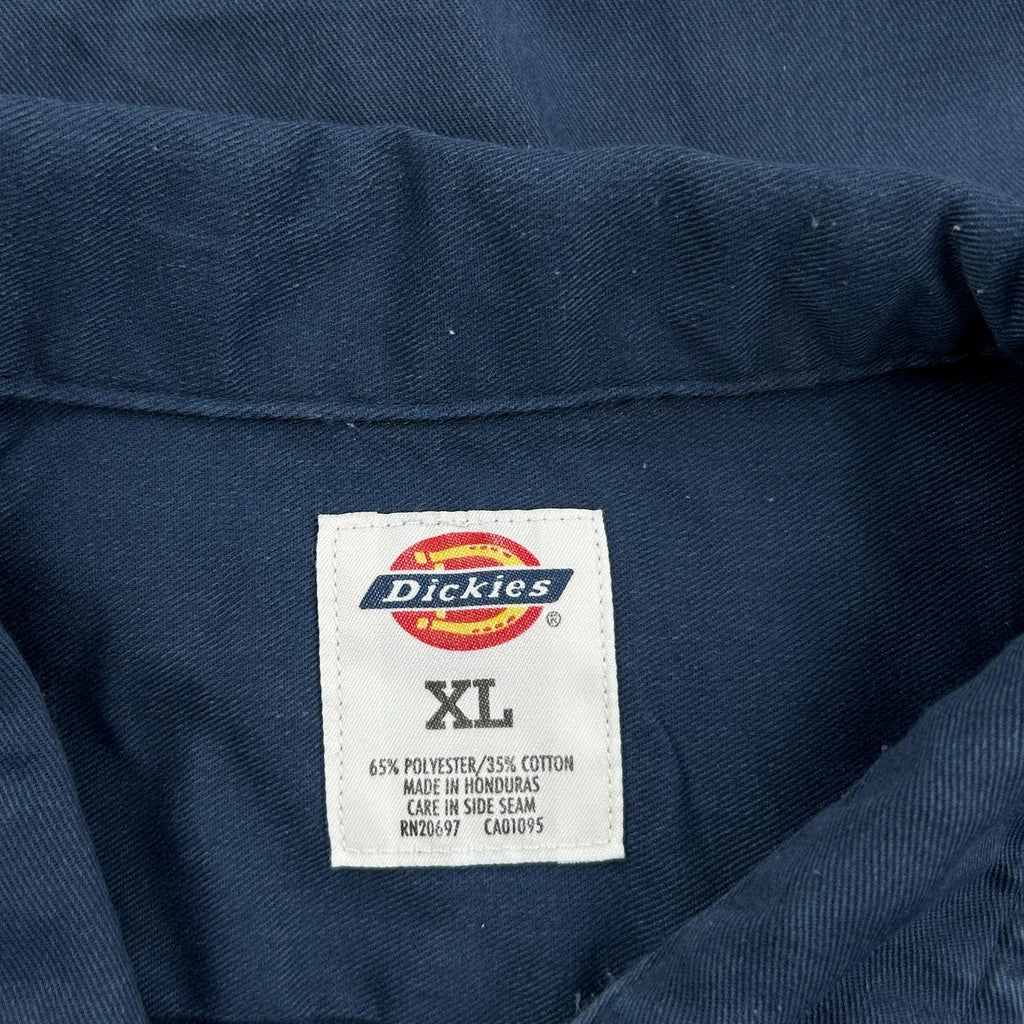 Dickies
®
XL
65% POLYESTER/35% COTTON
MADE IN HONDURAS
CARE IN SIDE SEAM
RN20697 CA01095